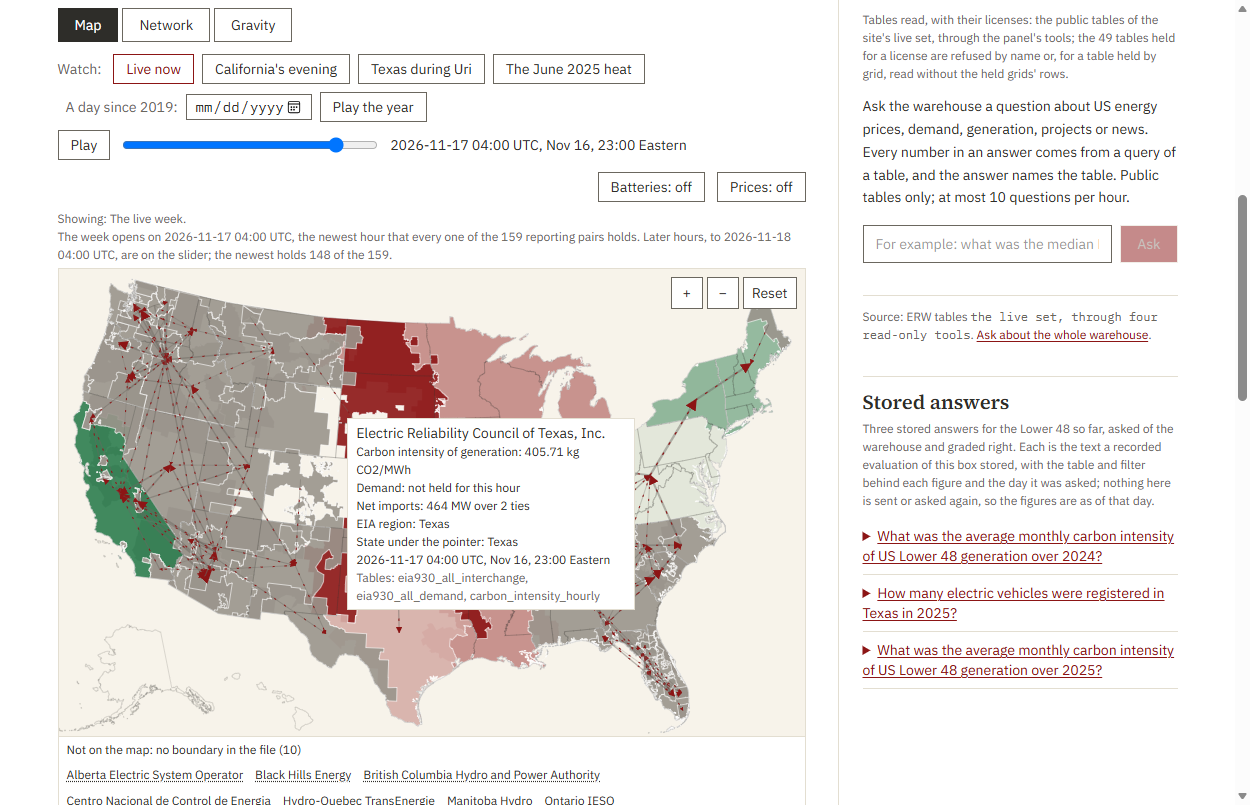 Map
Network
Gravity
Watch:
Live now
California's evening
Texas during Uri
The June 2025 heat
A day since 2019:
mm/dd/yyyy
Play the year
Play
2026-11-17 04:00 UTC, Nov 16, 23:00 Eastern
Batteries: off
Prices: off
Showing: The live week.
The week opens on 2026-11-17 04:00 UTC, the newest hour that every one of the 159 reporting pairs holds. Later hours, to 2026-11-18
04:00 UTC, are on the slider; the newest holds 148 of the 159.
+
−
Reset
Electric Reliability Council of Texas, Inc.
Carbon intensity of generation: 405.71 kg
CO2/MWh
Demand: not held for this hour
Net imports: 464 MW over 2 ties
EIA region: Texas
State under the pointer: Texas
2026-11-17 04:00 UTC, Nov 16, 23:00 Eastern
Tables: eia930_all_interchange,
eia930_all_demand, carbon_intensity_hourly
Not on the map: no boundary in the file (10)
Alberta Electric System Operator
Black Hills Energy
British Columbia Hydro and Power Authority
Centro Nacional de Control de Energia
Hydro-Quebec TransEnergie
Manitoba Hydro
Ontario IESO
Tables read, with their licenses: the public tables of the
site's live set, through the panel's tools; the 49 tables held
for a license are refused by name or, for a table held by
grid, read without the held grids' rows.
Ask the warehouse a question about US energy
prices, demand, generation, projects or news.
Every number in an answer comes from a query of
a table, and the answer names the table. Public
tables only; at most 10 questions per hour.
For example: what was the median
Ask
Source: ERW tables the live set, through four
read-only tools. Ask about the whole warehouse.
Stored answers
Three stored answers for the Lower 48 so far, asked of the
warehouse and graded right. Each is the text a recorded
evaluation of this box stored, with the table and filter
behind each figure and the day it was asked; nothing here
is sent or asked again, so the figures are as of that day.
What was the average monthly carbon intensity
of US Lower 48 generation over 2024?
How many electric vehicles were registered in
Texas in 2025?
What was the average monthly carbon intensity
of US Lower 48 generation over 2025?